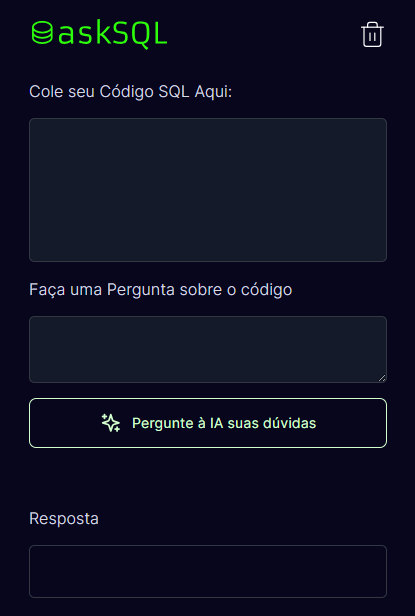 askSQL
Cole seu Código SQL Aqui:
Faça uma Pergunta sobre o código
Pergunte à IA suas dúvidas
Resposta